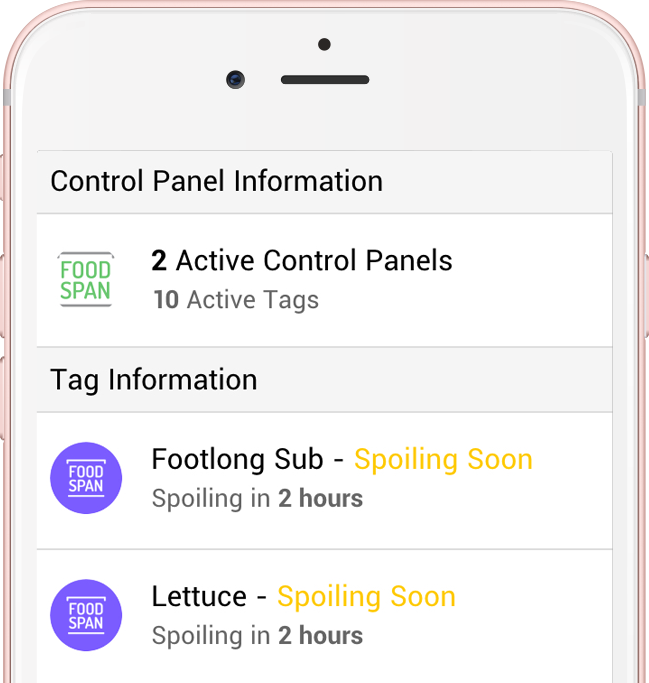 Control Panel Information
FOOD
SPAN
2 Active Control Panels
10 Active Tags
Tag Information
FOOD
SPAN
Footlong Sub - Spoiling Soon
Spoiling in 2 hours
FOOD
SPAN
Lettuce - Spoiling Soon
Spoiling in 2 hours